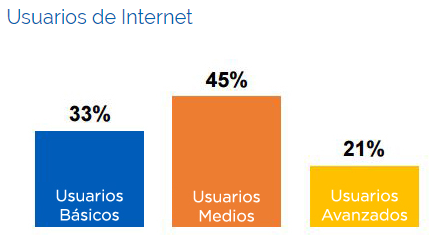 Usuarios de Internet
45%
33%
21%
Usuarios
Básicos
Usuarios
Medios
Usuarios
Avanzados